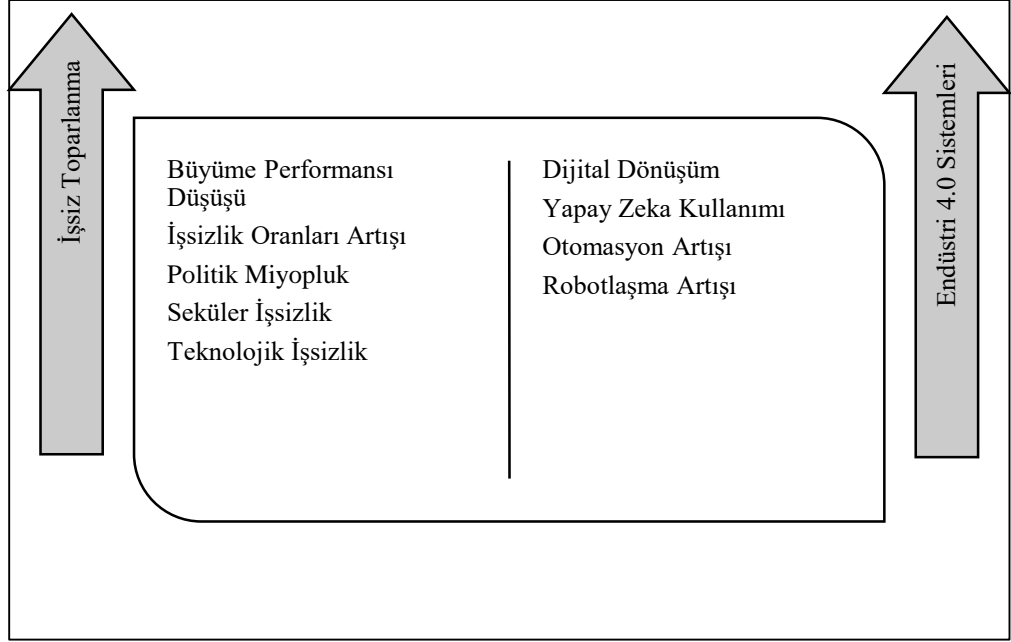 İşsiz Toparlanma
Büyüme Performansı
Düşüşü
İşsizlik Oranları Artışı
Politik Miyopluk
Seküler İşsizlik
Teknolojik İşsizlik
Dijital Dönüşüm
Yapay Zeka Kullanımı
Otomasyon Artışı
Robotlaşma Artışı
Endüstri 4.0 Sistemleri